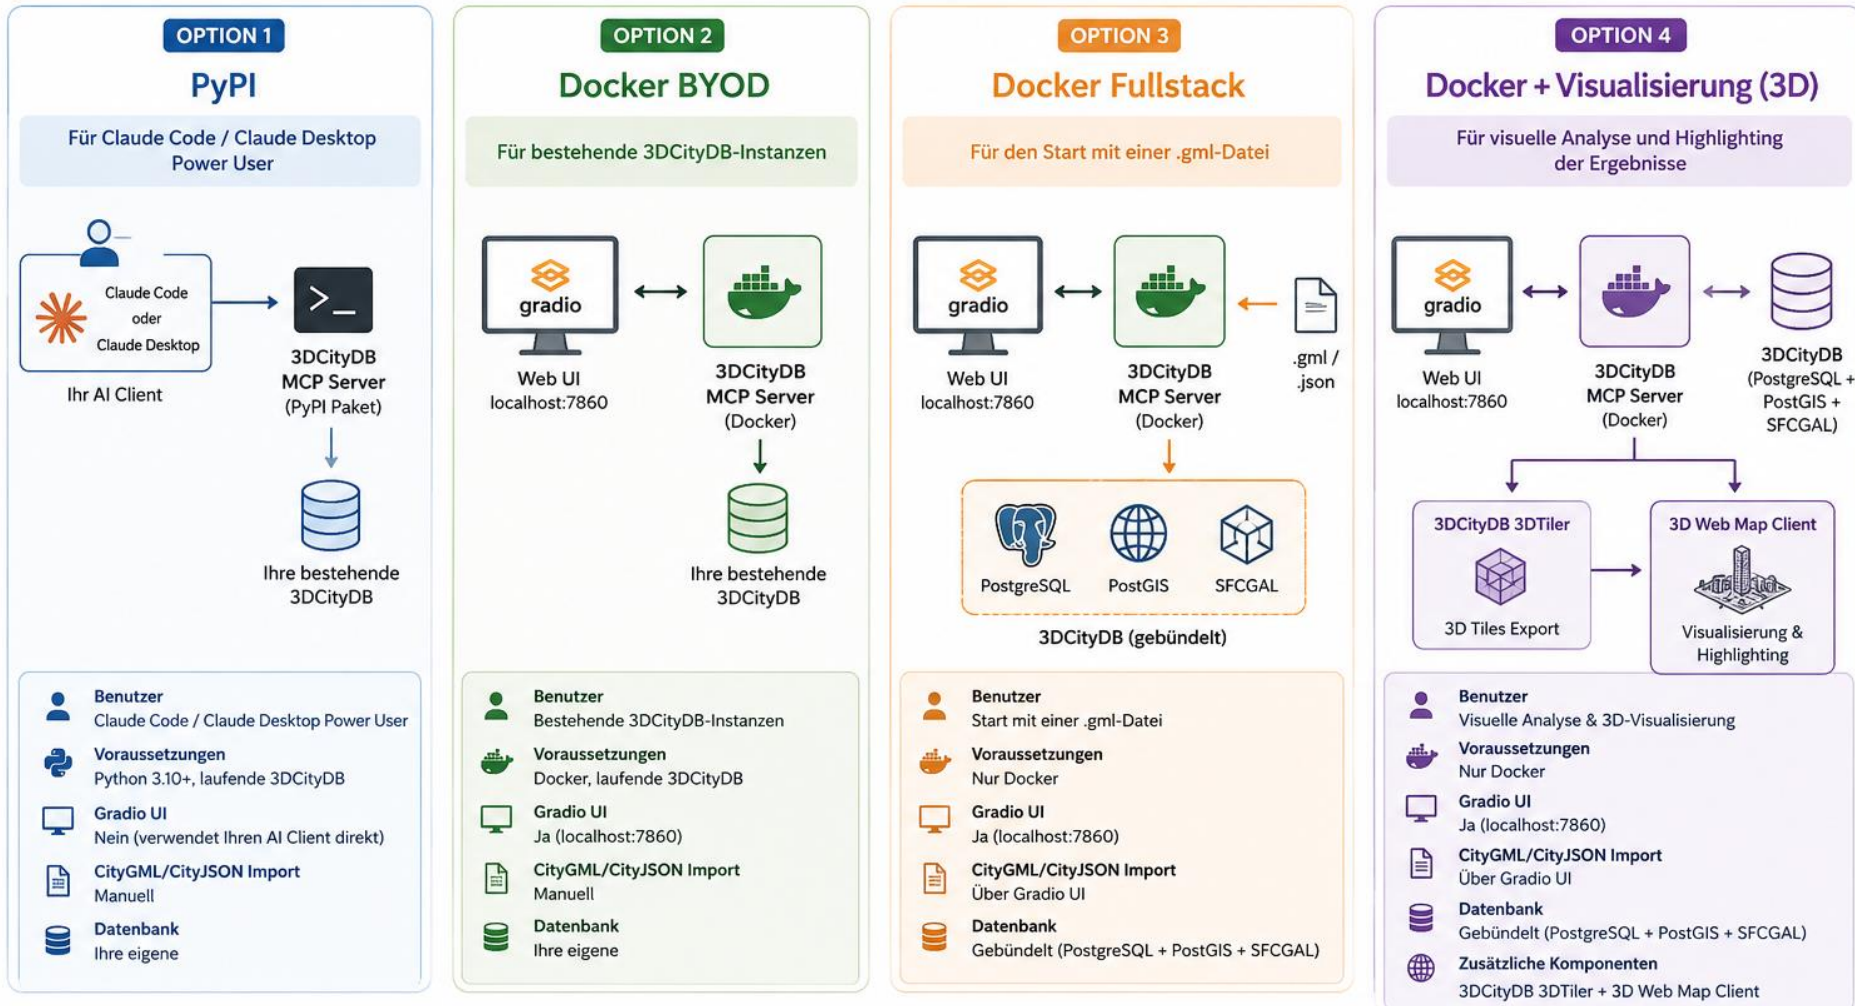 OPTION 1
PyPI
Für Claude Code / Claude Desktop
Power User
Claude Code
oder
Claude Desktop
Ihr AI Client
>_
3DCityDB
MCP Server
(PyPI Paket)
Ihre bestehende
3DCityDB
Benutzer
Claude Code / Claude Desktop Power User
Voraussetzungen
Python 3.10+, laufende 3DCityDB
Gradio UI
Nein (verwendet Ihren AI Client direkt)
CityGML/CityJSON Import
Manuell
Datenbank
Ihre eigene
OPTION 2
Docker BYOD
Für bestehende 3DCityDB-Instanzen
gradio
Web UI
localhost:7860
3DCityDB
MCP Server
(Docker)
Ihre bestehende
3DCityDB
Benutzer
Bestehende 3DCityDB-Instanzen
Voraussetzungen
Docker, laufende 3DCityDB
Gradio UI
Ja (localhost:7860)
CityGML/CityJSON Import
Manuell
Datenbank
Ihre eigene
OPTION 3
Docker Fullstack
Für den Start mit einer .gml-Datei
gradio
Web UI
localhost:7860
3DCityDB
MCP Server
(Docker)
.gml /
.json
PostgreSQL
PostGIS
SFCGAL
3DCityDB (gebündelt)
Benutzer
Start mit einer .gml-Datei
Voraussetzungen
Nur Docker
Gradio UI
Ja (localhost:7860)
CityGML/CityJSON Import
Über Gradio UI
Datenbank
Gebündelt (PostgreSQL + PostGIS + SFCGAL)
OPTION 4
Docker + Visualisierung (3D)
Für visuelle Analyse und Highlighting
der Ergebnisse
gradio
Web UI
localhost:7860
3DCityDB
MCP Server
(Docker)
3DCityDB
(PostgreSQL +
PostGIS +
SFCGAL)
3DCityDB 3DTiler
3D Tiles Export
3D Web Map Client
Visualisierung &
Highlighting
Benutzer
Visuelle Analyse & 3D-Visualisierung
Voraussetzungen
Nur Docker
Gradio UI
Ja (localhost:7860)
CityGML/CityJSON Import
Über Gradio UI
Datenbank
Gebündelt (PostgreSQL + PostGIS + SFCGAL)
Zusätzliche Komponenten
3DCityDB 3DTiler + 3D Web Map Client